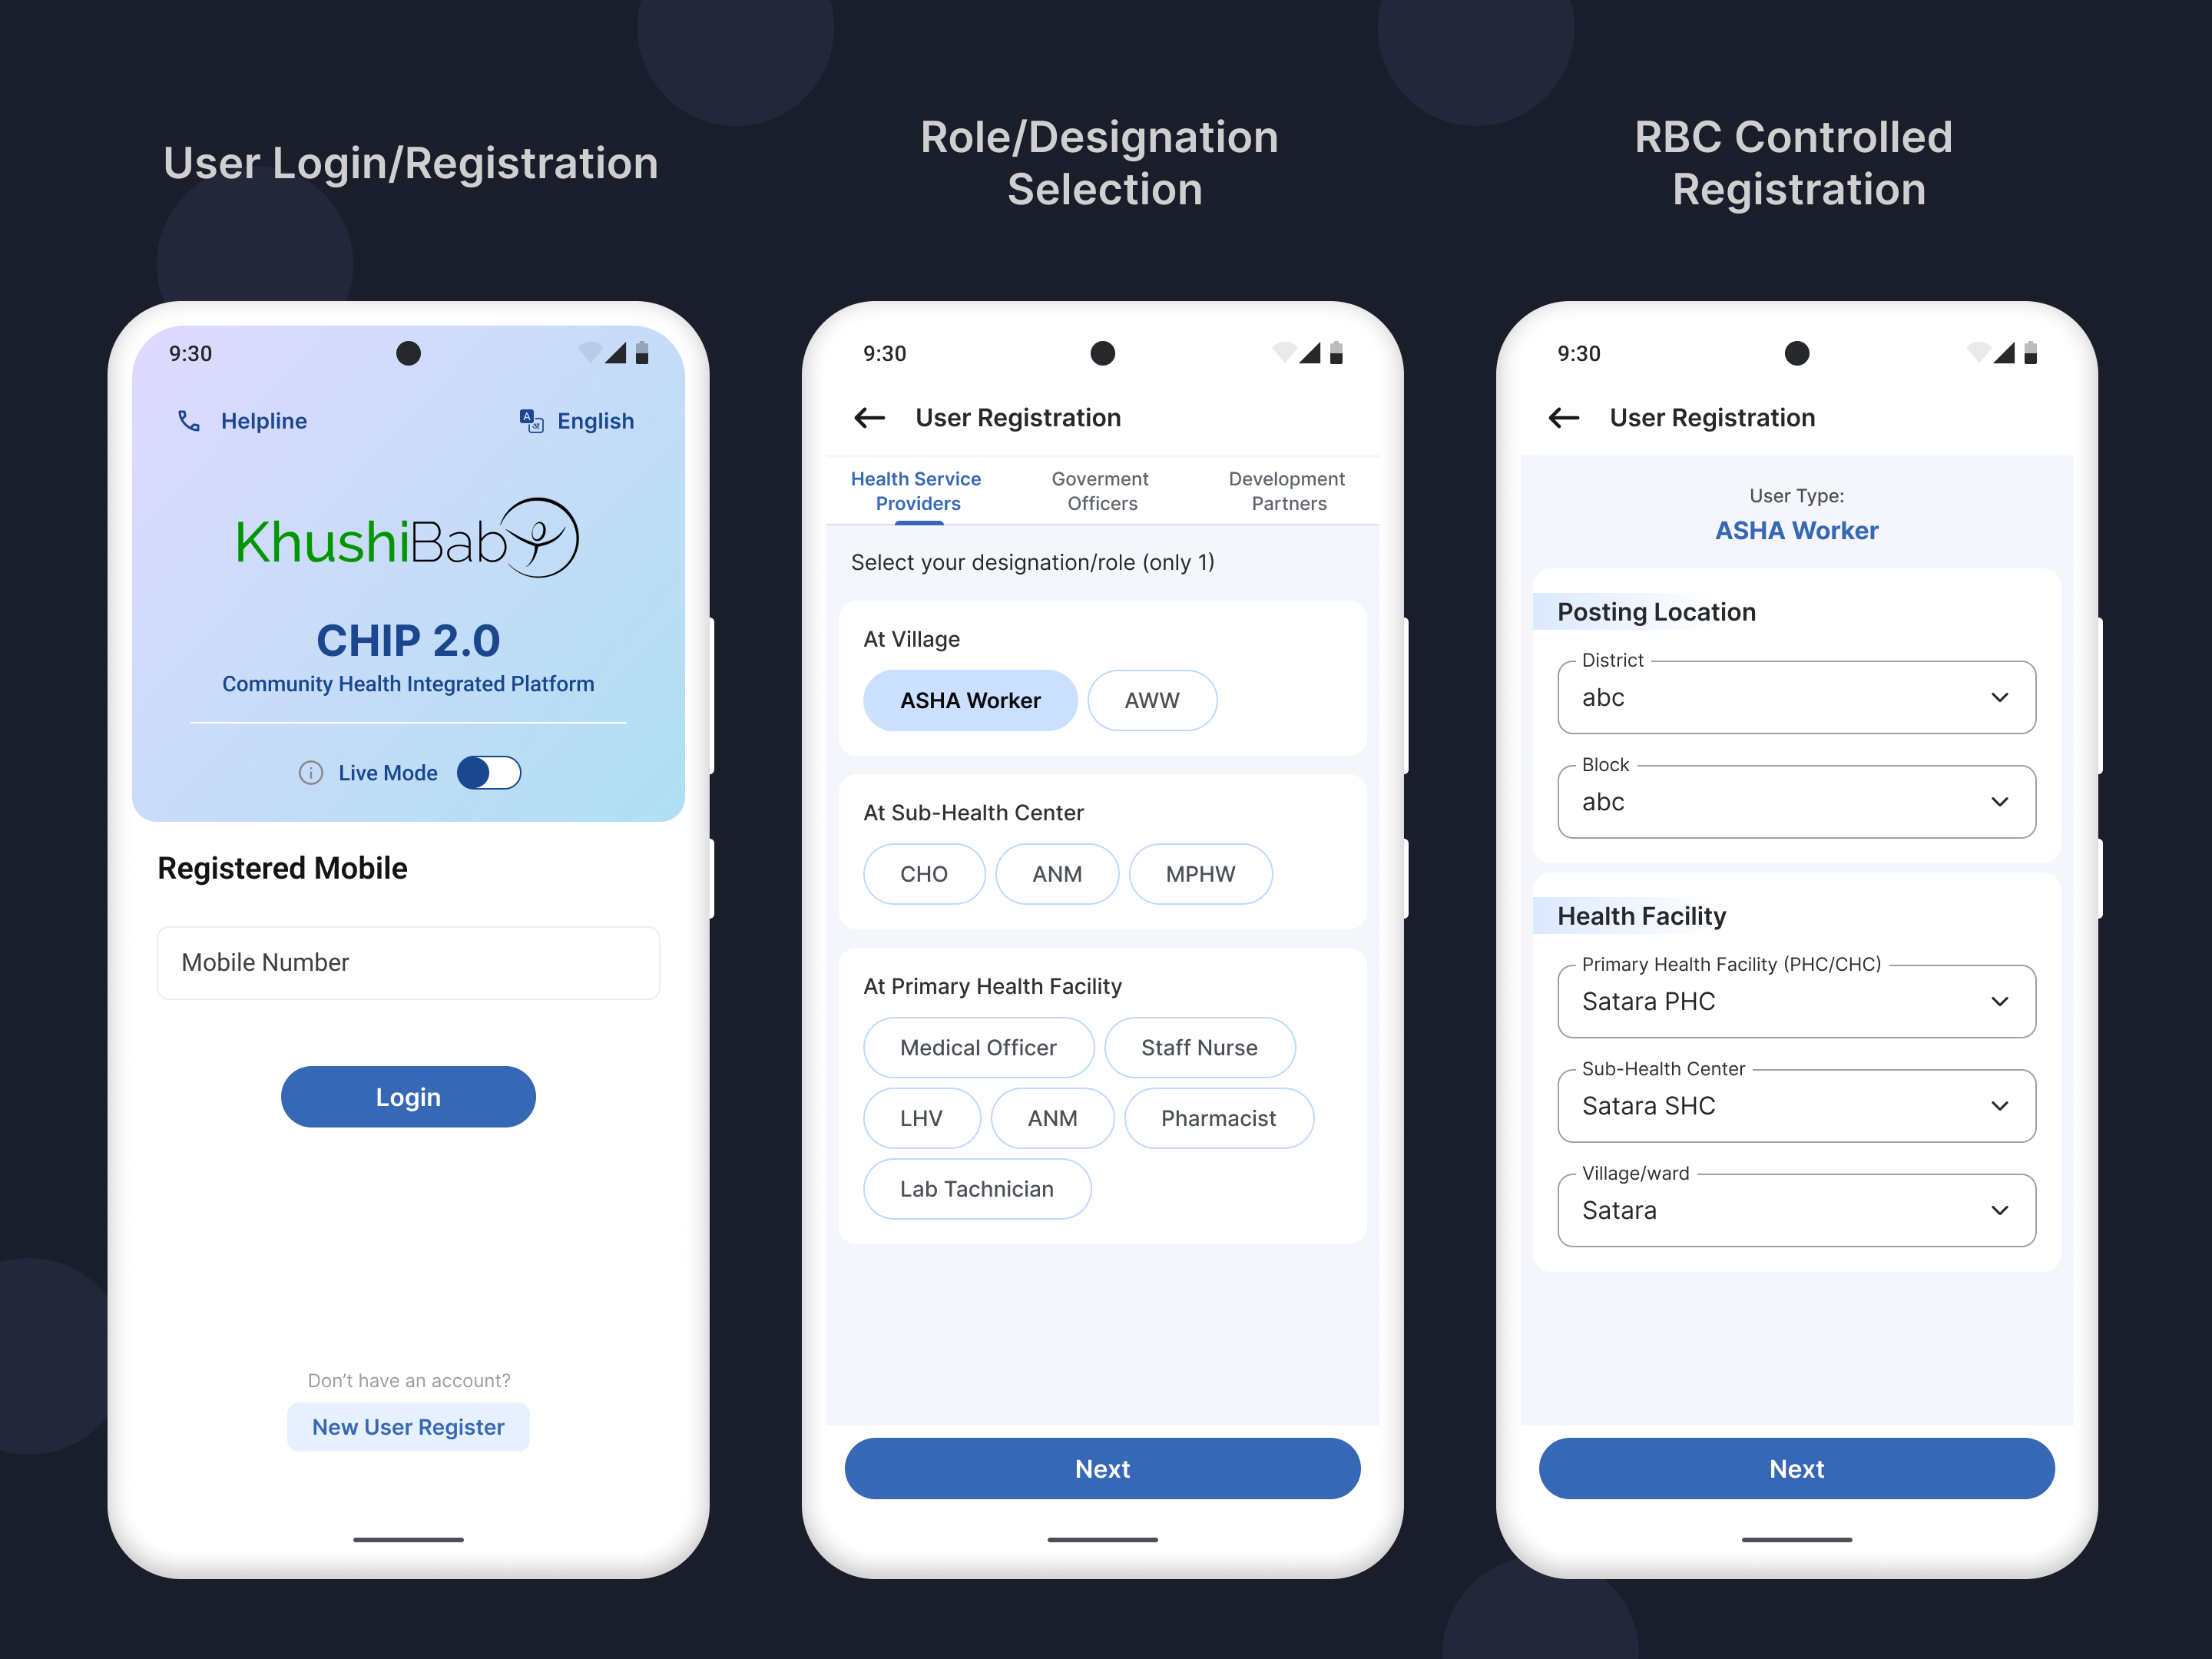 User Login/Registration
9:30
Helpline
English
KhushiBaby
CHIP 2.0
Community Health Integrated Platform
Live Mode
Registered Mobile
Mobile Number
Login
Don't have an account?
New User Register
Role/Designation
Selection
9:30
User Registration
Health Service
Providers
Goverment
Officers
Development
Partners
Select your designation/role (only 1)
At Village
ASHA Worker
AWW
At Sub-Health Center
CHO
ANM
MPHW
At Primary Health Facility
Medical Officer
Staff Nurse
LHV
ANM
Pharmacist
Lab Tachnician
Next
RBC Controlled
Registration
9:30
User Registration
User Type:
ASHA Worker
Posting Location
District
abc
Block
abc
Health Facility
Primary Health Facility (PHC/CHC)
Satara PHC
Sub-Health Center
Satara SHC
Village/ward
Satara
Next